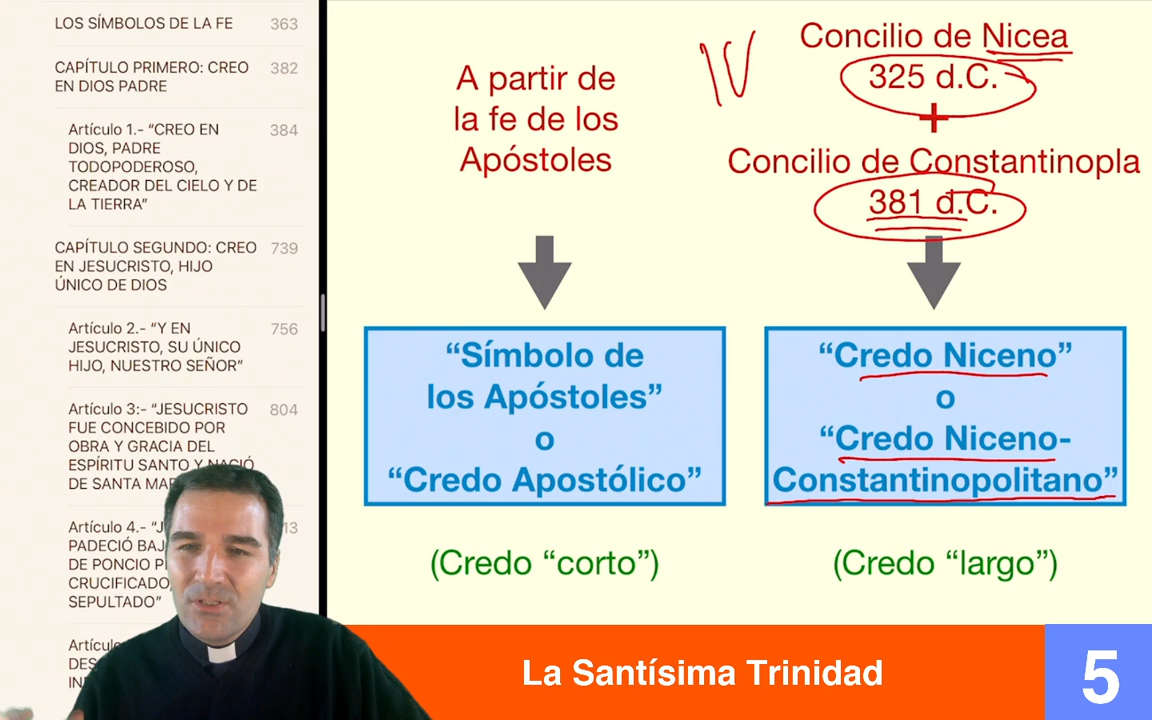 LOS SÍMBOLOS DE LA FE 363
CAPÍTULO PRIMERO: CREO 382
EN DIOS PADRE
Artículo 1.- “CREO EN 384
DIOS, PADRE
TODOPODEROSO,
CREADOR DEL CIELO Y DE
LA TIERRA”
CAPÍTULO SEGUNDO: CREO 739
EN JESUCRISTO, HIJO
ÚNICO DE DIOS
Artículo 2.- “Y EN 756
JESUCRISTO, SU ÚNICO
HIJO, NUESTRO SEÑOR”
Artículo 3:- “JESUCRISTO 804
FUE CONCEBIDO POR
OBRA Y GRACIA DEL
ESPÍRITU SANTO Y NACIÓ
DE SANTA
Artículo 4.-
PADECIÓ
DE PONCIO
CRUCIFICADO
SEPULTADO”
A partir de
la fe de los
Apóstoles
“Símbolo de
los Apóstoles”
o
“Credo Apostólico”
(Credo “corto”)
IV
Concilio de Nicea
325 d.C.
+
Concilio de Constantinopla
381 d.C.
“Credo Niceno”
o
“Credo Niceno-
Constantinopolitano”
(Credo “largo”)
La Santísima Trinidad
5